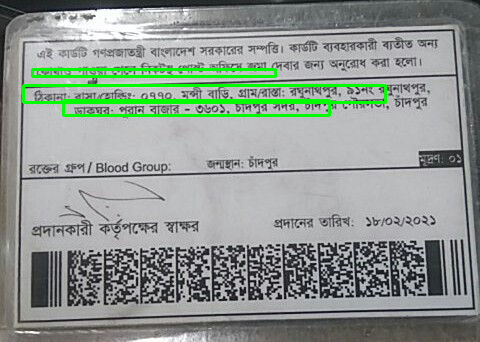 এই কার্ডটি গণপ্রজাতন্ত্রী বাংলাদেশ সরকারের সম্পত্তি। কার্ডটি ব্যবহারকারী ব্যতীত অন্য
কোথাও পাওয়া গেলে নিকটস্থ পোস্ট অফিসে জমা দেবার জন্য অনুরোধ করা হলো।
ঠিকানা: বাসা/হোল্ডিং: ০৭৭০, মন্সী বাড়ি, গ্রাম/রাস্তা: রঘুনাথপুর, ৯১নং রঘুনাথপুর,
ডাকঘর: পুরান বাজার - ৩৬০১, চাঁদপুর সদর, চাঁদপুর পৌরসভা, চাঁদপুর
রক্তের গ্রুপ / Blood Group: জন্মস্থান: চাঁদপুর মুদ্রণ: ০১
প্রদানকারী কর্তৃপক্ষের স্বাক্ষর প্রদানের তারিখ: ১৮/০২/২০২১